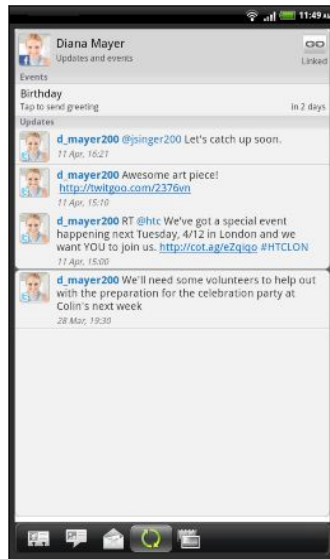 11:49 AM
Diana Mayer
Updates and events
Linked
Events
Birthday
Tap to send greeting in 2 days
Updates
d_mayer200 @jsinger200 Let's catch up soon.
11 Apr, 16:21
d_mayer200 Awesome art piece!
http://twitgoo.com/2376vn
11 Apr, 15:10
d_mayer200 RT @htc We've got a special event
happening next Tuesday, 4/12 in London and we
want YOU to join us. http://cot.ag/eZqiqo #HTCLON
11 Apr, 15:00
d_mayer200 We'll need some volunteers to help out
with the preparation for the celebration party at
Colin's next week
28 Mar, 19:30